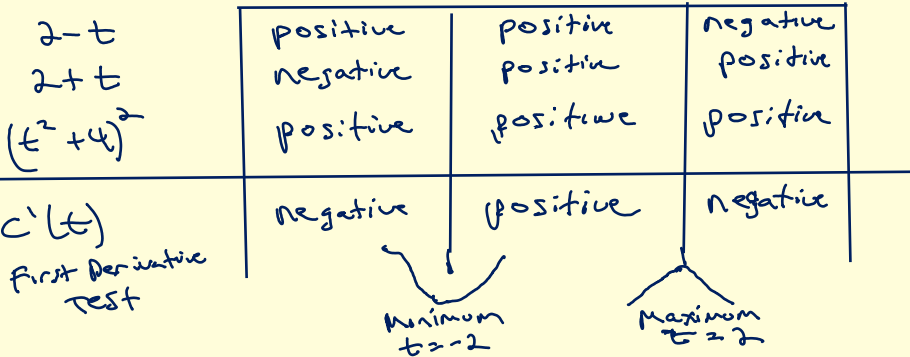 2-t positive positive negative
2+t negative positive positive
(t²+4)² positive positive positive
C'(t) negative positive negative
First Derivative
Test
Minimum Maximum
t=-2 t=2